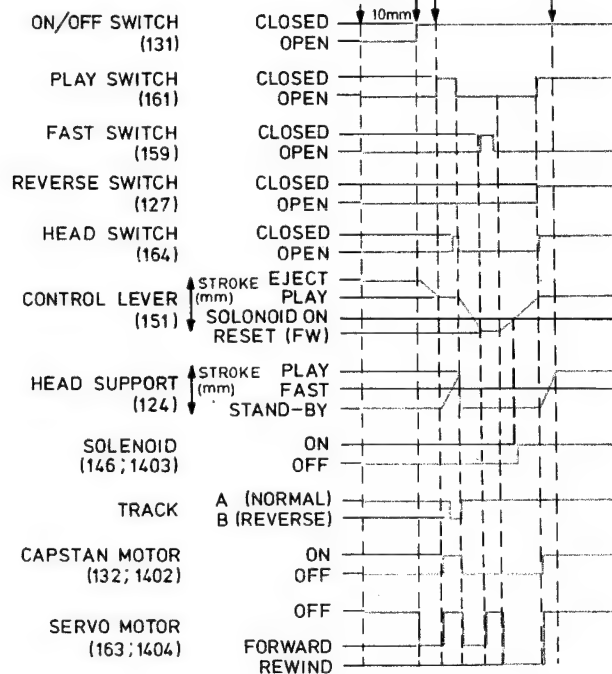 10mm
ON/OFF SWITCH CLOSED
(131) OPEN
PLAY SWITCH CLOSED
(161) OPEN
FAST SWITCH CLOSED
(159) OPEN
REVERSE SWITCH CLOSED
(127) OPEN
HEAD SWITCH CLOSED
(164) OPEN
STROKE EJECT
CONTROL LEVER (mm) PLAY
(151) SOLONOID ON
RESET (FW)
STROKE PLAY
HEAD SUPPORT (mm) FAST
(124) STAND-BY
SOLENOID ON
(146; 1403) OFF
TRACK A (NORMAL)
B (REVERSE)
CAPSTAN MOTOR ON
(132; 1402) OFF
OFF
SERVO MOTOR
(163; 1404) FORWARD
REWIND